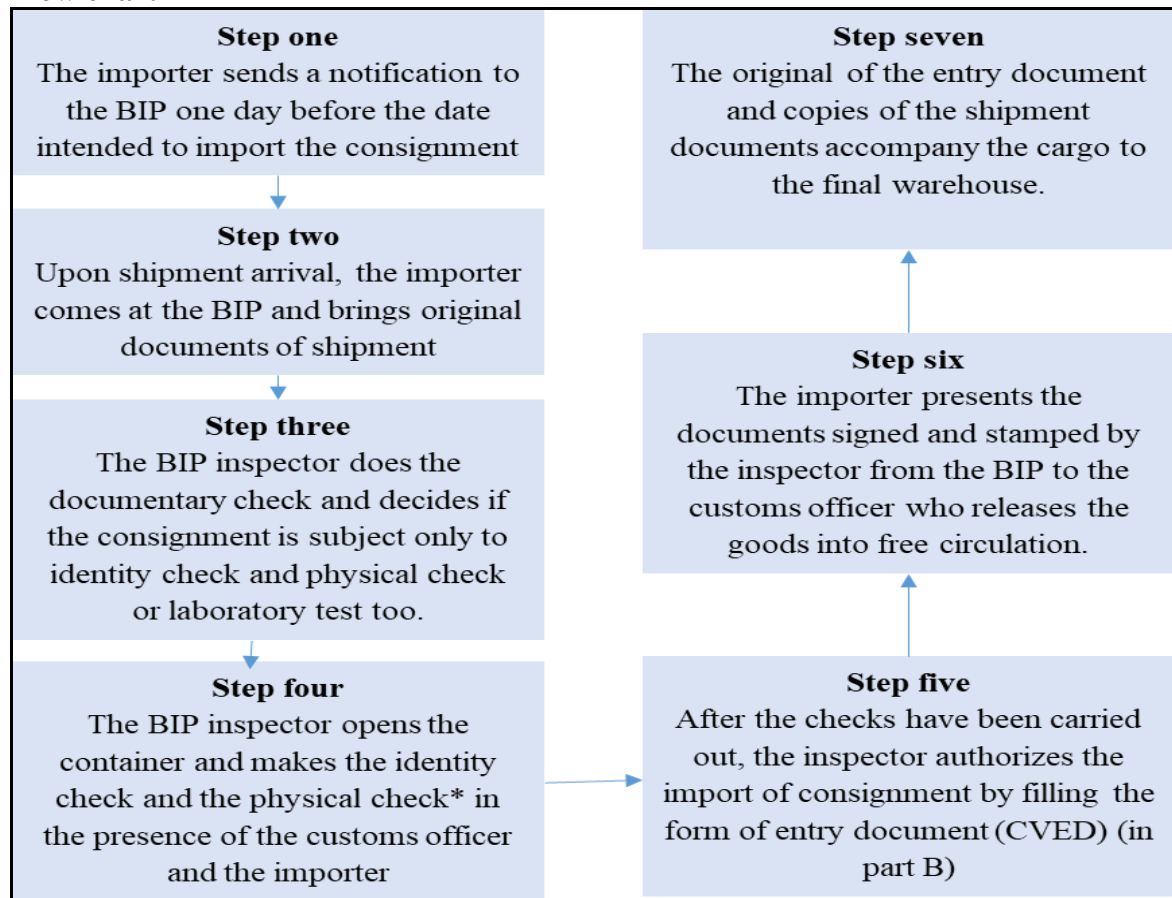 Step one
The importer sends a notification to
the BIP one day before the date
intended to import the consignment
Step two
Upon shipment arrival, the importer
comes at the BIP and brings original
documents of shipment
Step three
The BIP inspector does the
documentary check and decides if
the consignment is subject only to
identity check and physical check
or laboratory test too.
Step four
The BIP inspector opens the
container and makes the identity
check and the physical check* in
the presence of the customs officer
and the importer
Step five
After the checks have been carried
out, the inspector authorizes the
import of consignment by filling the
form of entry document (CVED) (in
part B)
Step six
The importer presents the
documents signed and stamped by
the inspector from the BIP to the
customs officer who releases the
goods into free circulation.
Step seven
The original of the entry document
and copies of the shipment
documents accompany the cargo to
the final warehouse.